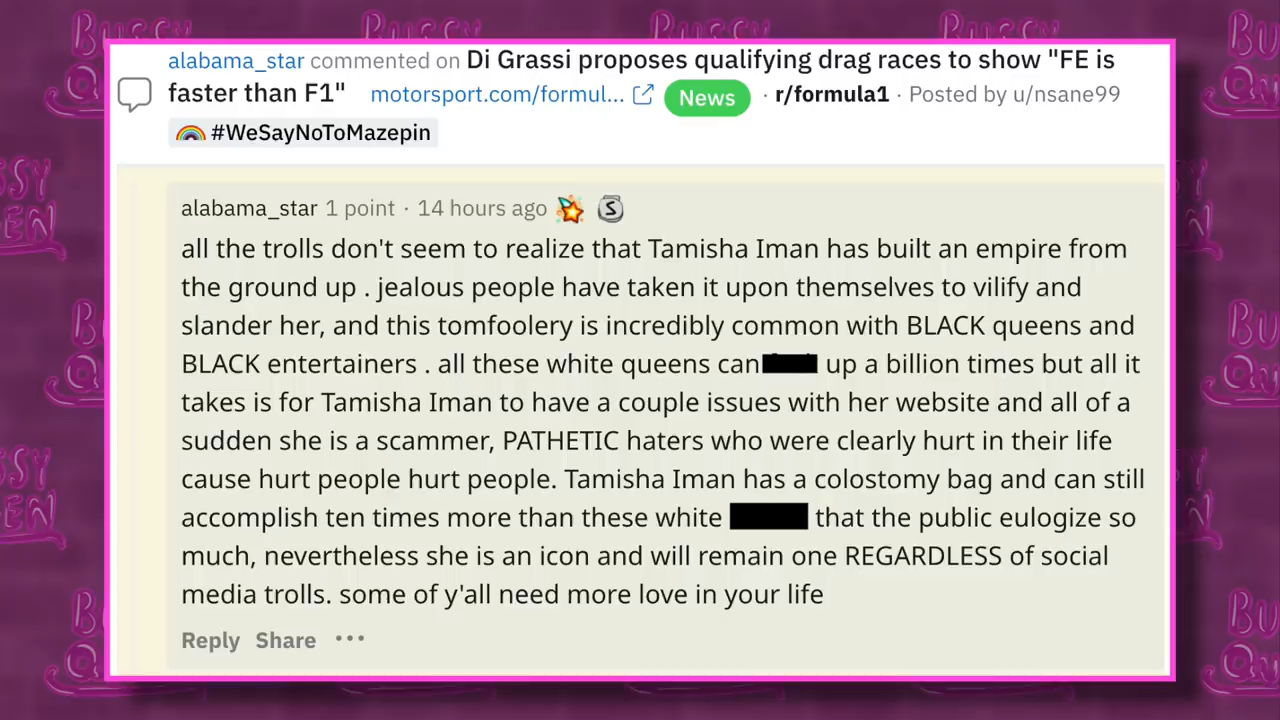 alabama_star commented on Di Grassi proposes qualifying drag races to show "FE is
faster than F1" motorsport.com/formul... News · r/formula1 · Posted by u/nsane99
#WeSayNoToMazepin
alabama_star 1 point · 14 hours ago
all the trolls don't seem to realize that Tamisha Iman has built an empire from
the ground up . jealous people have taken it upon themselves to vilify and
slander her, and this tomfoolery is incredibly common with BLACK queens and
BLACK entertainers . all these white queens can up a billion times but all it
takes is for Tamisha Iman to have a couple issues with her website and all of a
sudden she is a scammer, PATHETIC haters who were clearly hurt in their life
cause hurt people hurt people. Tamisha Iman has a colostomy bag and can still
accomplish ten times more than these white that the public eulogize so
much, nevertheless she is an icon and will remain one REGARDLESS of social
media trolls. some of y'all need more love in your life
Reply Share